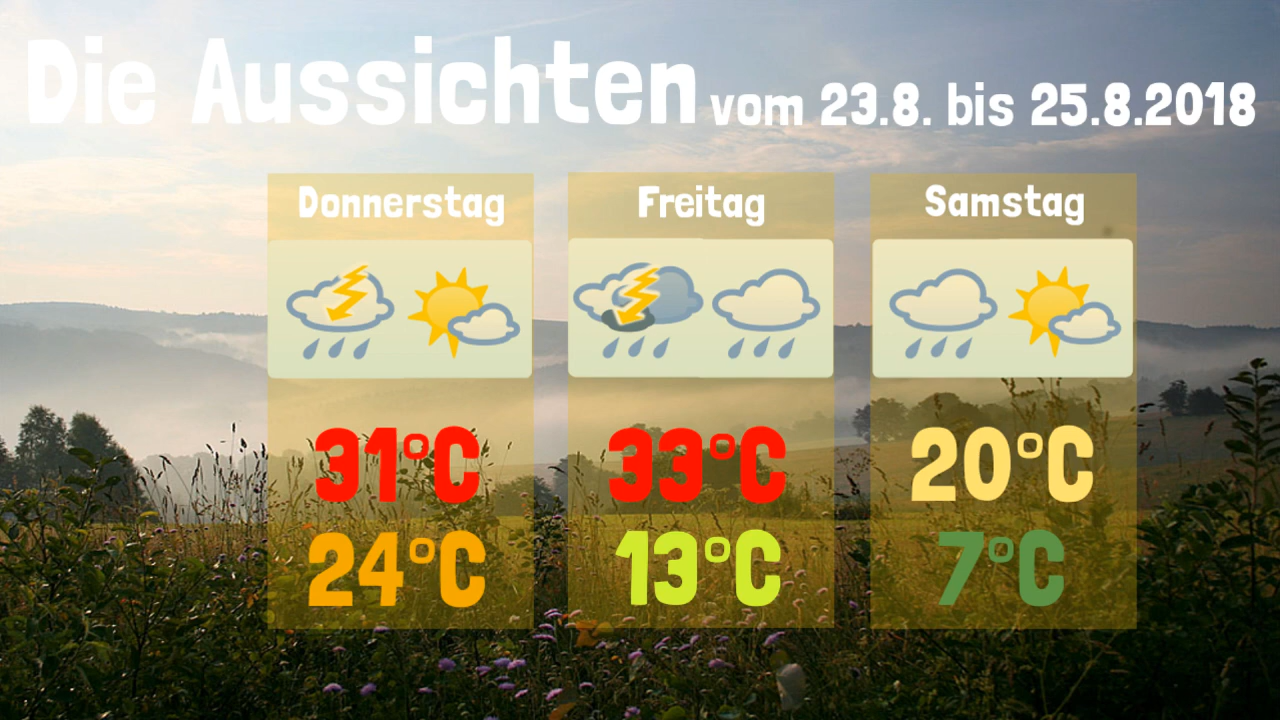 Die Aussichten vom 23.8. bis 25.8.2018
Donnerstag Freitag Samstag
31°C 33°C 20°C
24°C 13°C 7°C